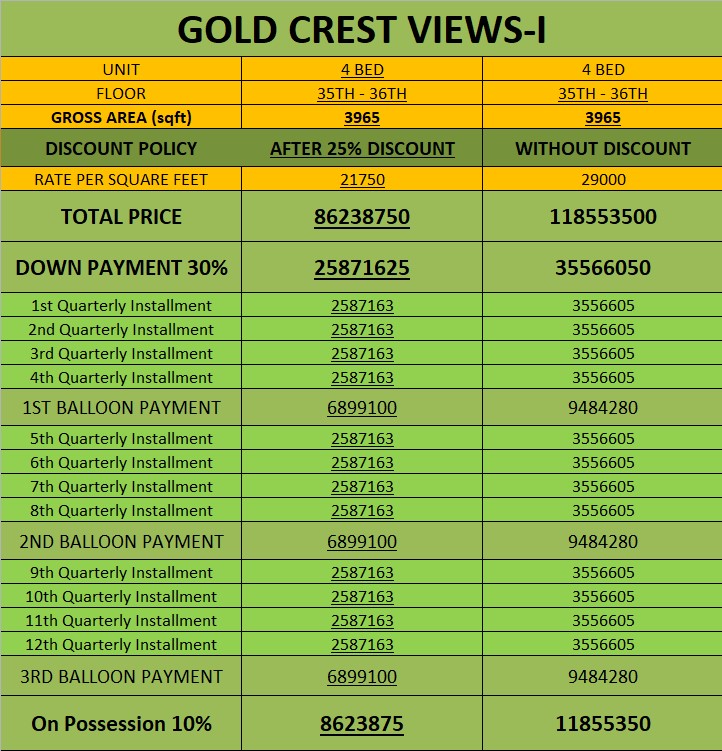 GOLD CREST VIEWS-I
UNIT 4 BED 4 BED
FLOOR 35TH - 36TH 35TH - 36TH
GROSS AREA (sqft) 3965 3965
DISCOUNT POLICY AFTER 25% DISCOUNT WITHOUT DISCOUNT
RATE PER SQUARE FEET 21750 29000
TOTAL PRICE 86238750 118553500
DOWN PAYMENT 30% 25871625 35566050
1st Quarterly Installment 2587163 3556605
2nd Quarterly Installment 2587163 3556605
3rd Quarterly Installment 2587163 3556605
4th Quarterly Installment 2587163 3556605
1ST BALLOON PAYMENT 6899100 9484280
5th Quarterly Installment 2587163 3556605
6th Quarterly Installment 2587163 3556605
7th Quarterly Installment 2587163 3556605
8th Quarterly Installment 2587163 3556605
2ND BALLOON PAYMENT 6899100 9484280
9th Quarterly Installment 2587163 3556605
10th Quarterly Installment 2587163 3556605
11th Quarterly Installment 2587163 3556605
12th Quarterly Installment 2587163 3556605
3RD BALLOON PAYMENT 6899100 9484280
On Possession 10% 8623875 11855350